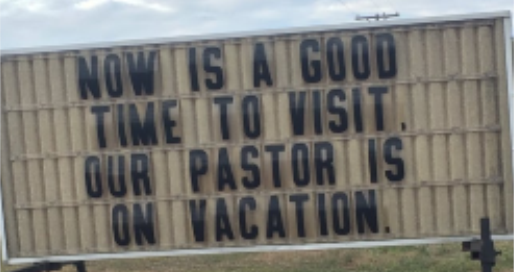 NOW IS A GOOD
TIME TO VISIT.
OUR PASTOR IS
ON VACATION.